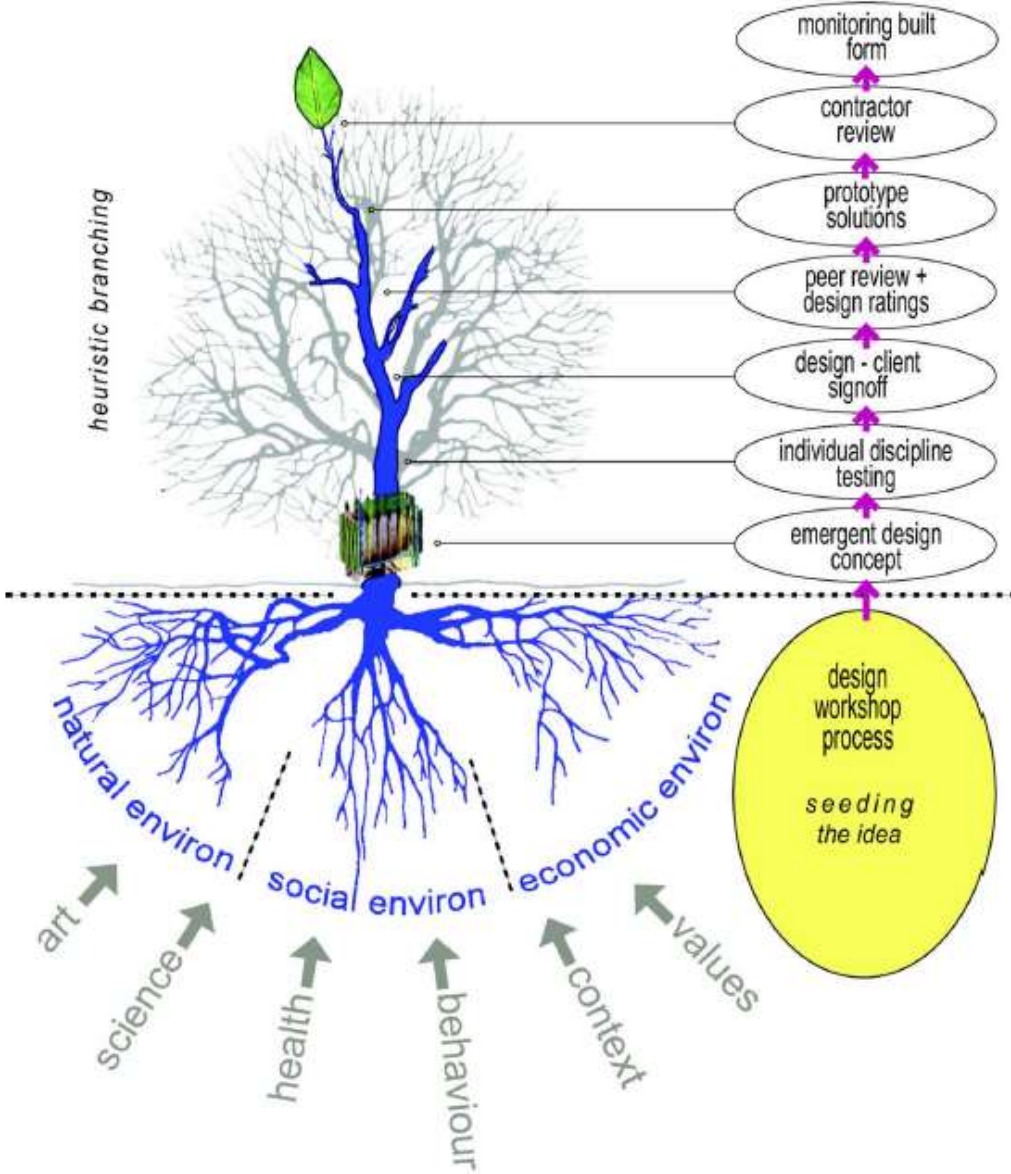 monitoring built
form
contractor
review
prototype
solutions
peer review +
design ratings
design - client
signoff
individual discipline
testing
emergent design
concept
heuristic branching
design
workshop
process
seeding
the idea
natural environ
social environ
economic environ
art
science
health
behaviour
context
values